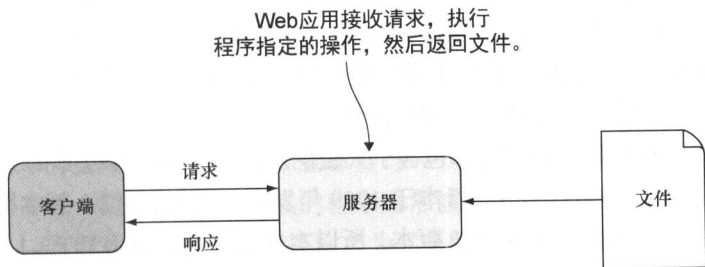 Web应用接收请求，执行
程序指定的操作，然后返回文件。
请求
客户端
服务器
文件
响应